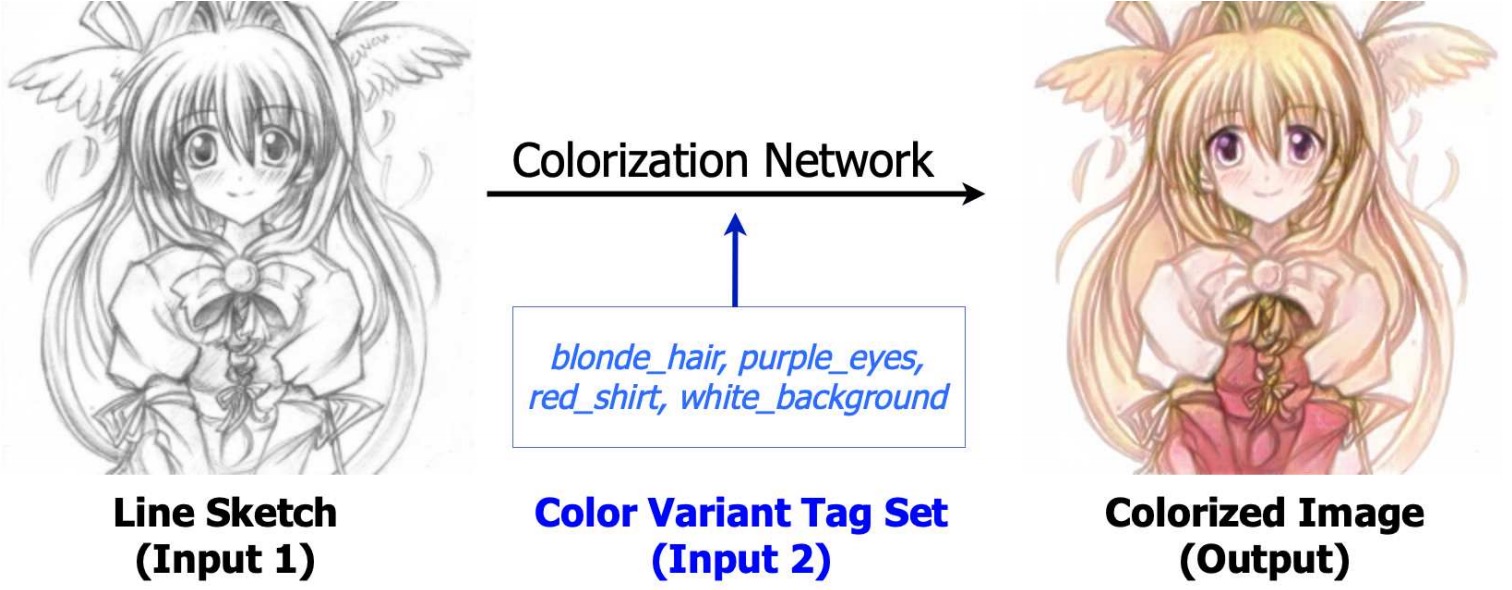 Colorization Network
blonde_hair, purple_eyes,
red_shirt, white_background
Line Sketch
(Input 1)
Color Variant Tag Set
(Input 2)
Colorized Image
(Output)